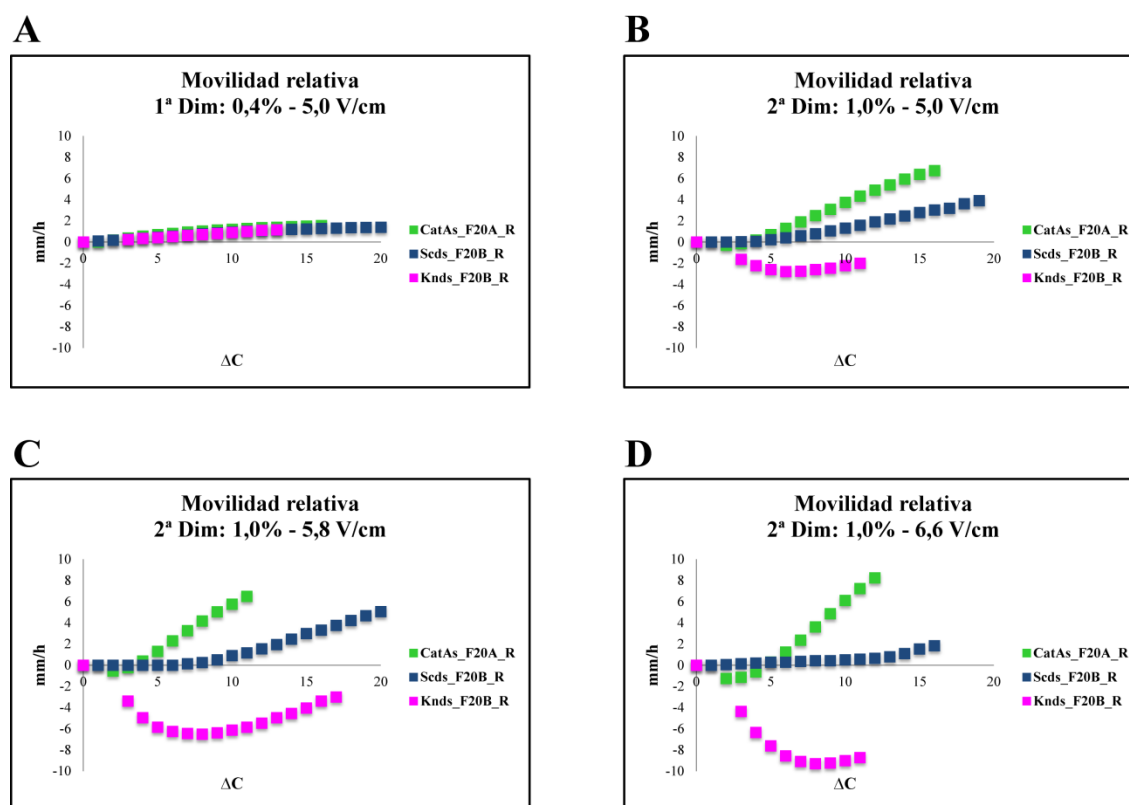 A
Movilidad relativa
1ª Dim: 0,4% - 5,0 V/cm
10
8
6
4
2
0
-2
-4
-6
-8
-10
0
5
10
15
20
mm/h
ΔC
CatAs_F20A_R
Scds_F20B_R
Knds_F20B_R
B
Movilidad relativa
2ª Dim: 1,0% - 5,0 V/cm
10
8
6
4
2
0
-2
-4
-6
-8
-10
0
5
10
15
20
mm/h
ΔC
CatAs_F20A_R
Scds_F20B_R
Knds_F20B_R
C
Movilidad relativa
2ª Dim: 1,0% - 5,8 V/cm
10
8
6
4
2
0
-2
-4
-6
-8
-10
0
5
10
15
20
mm/h
ΔC
CatAs_F20A_R
Scds_F20B_R
Knds_F20B_R
D
Movilidad relativa
2ª Dim: 1,0% - 6,6 V/cm
10
8
6
4
2
0
-2
-4
-6
-8
-10
0
5
10
15
20
mm/h
ΔC
CatAs_F20A_R
Scds_F20B_R
Knds_F20B_R